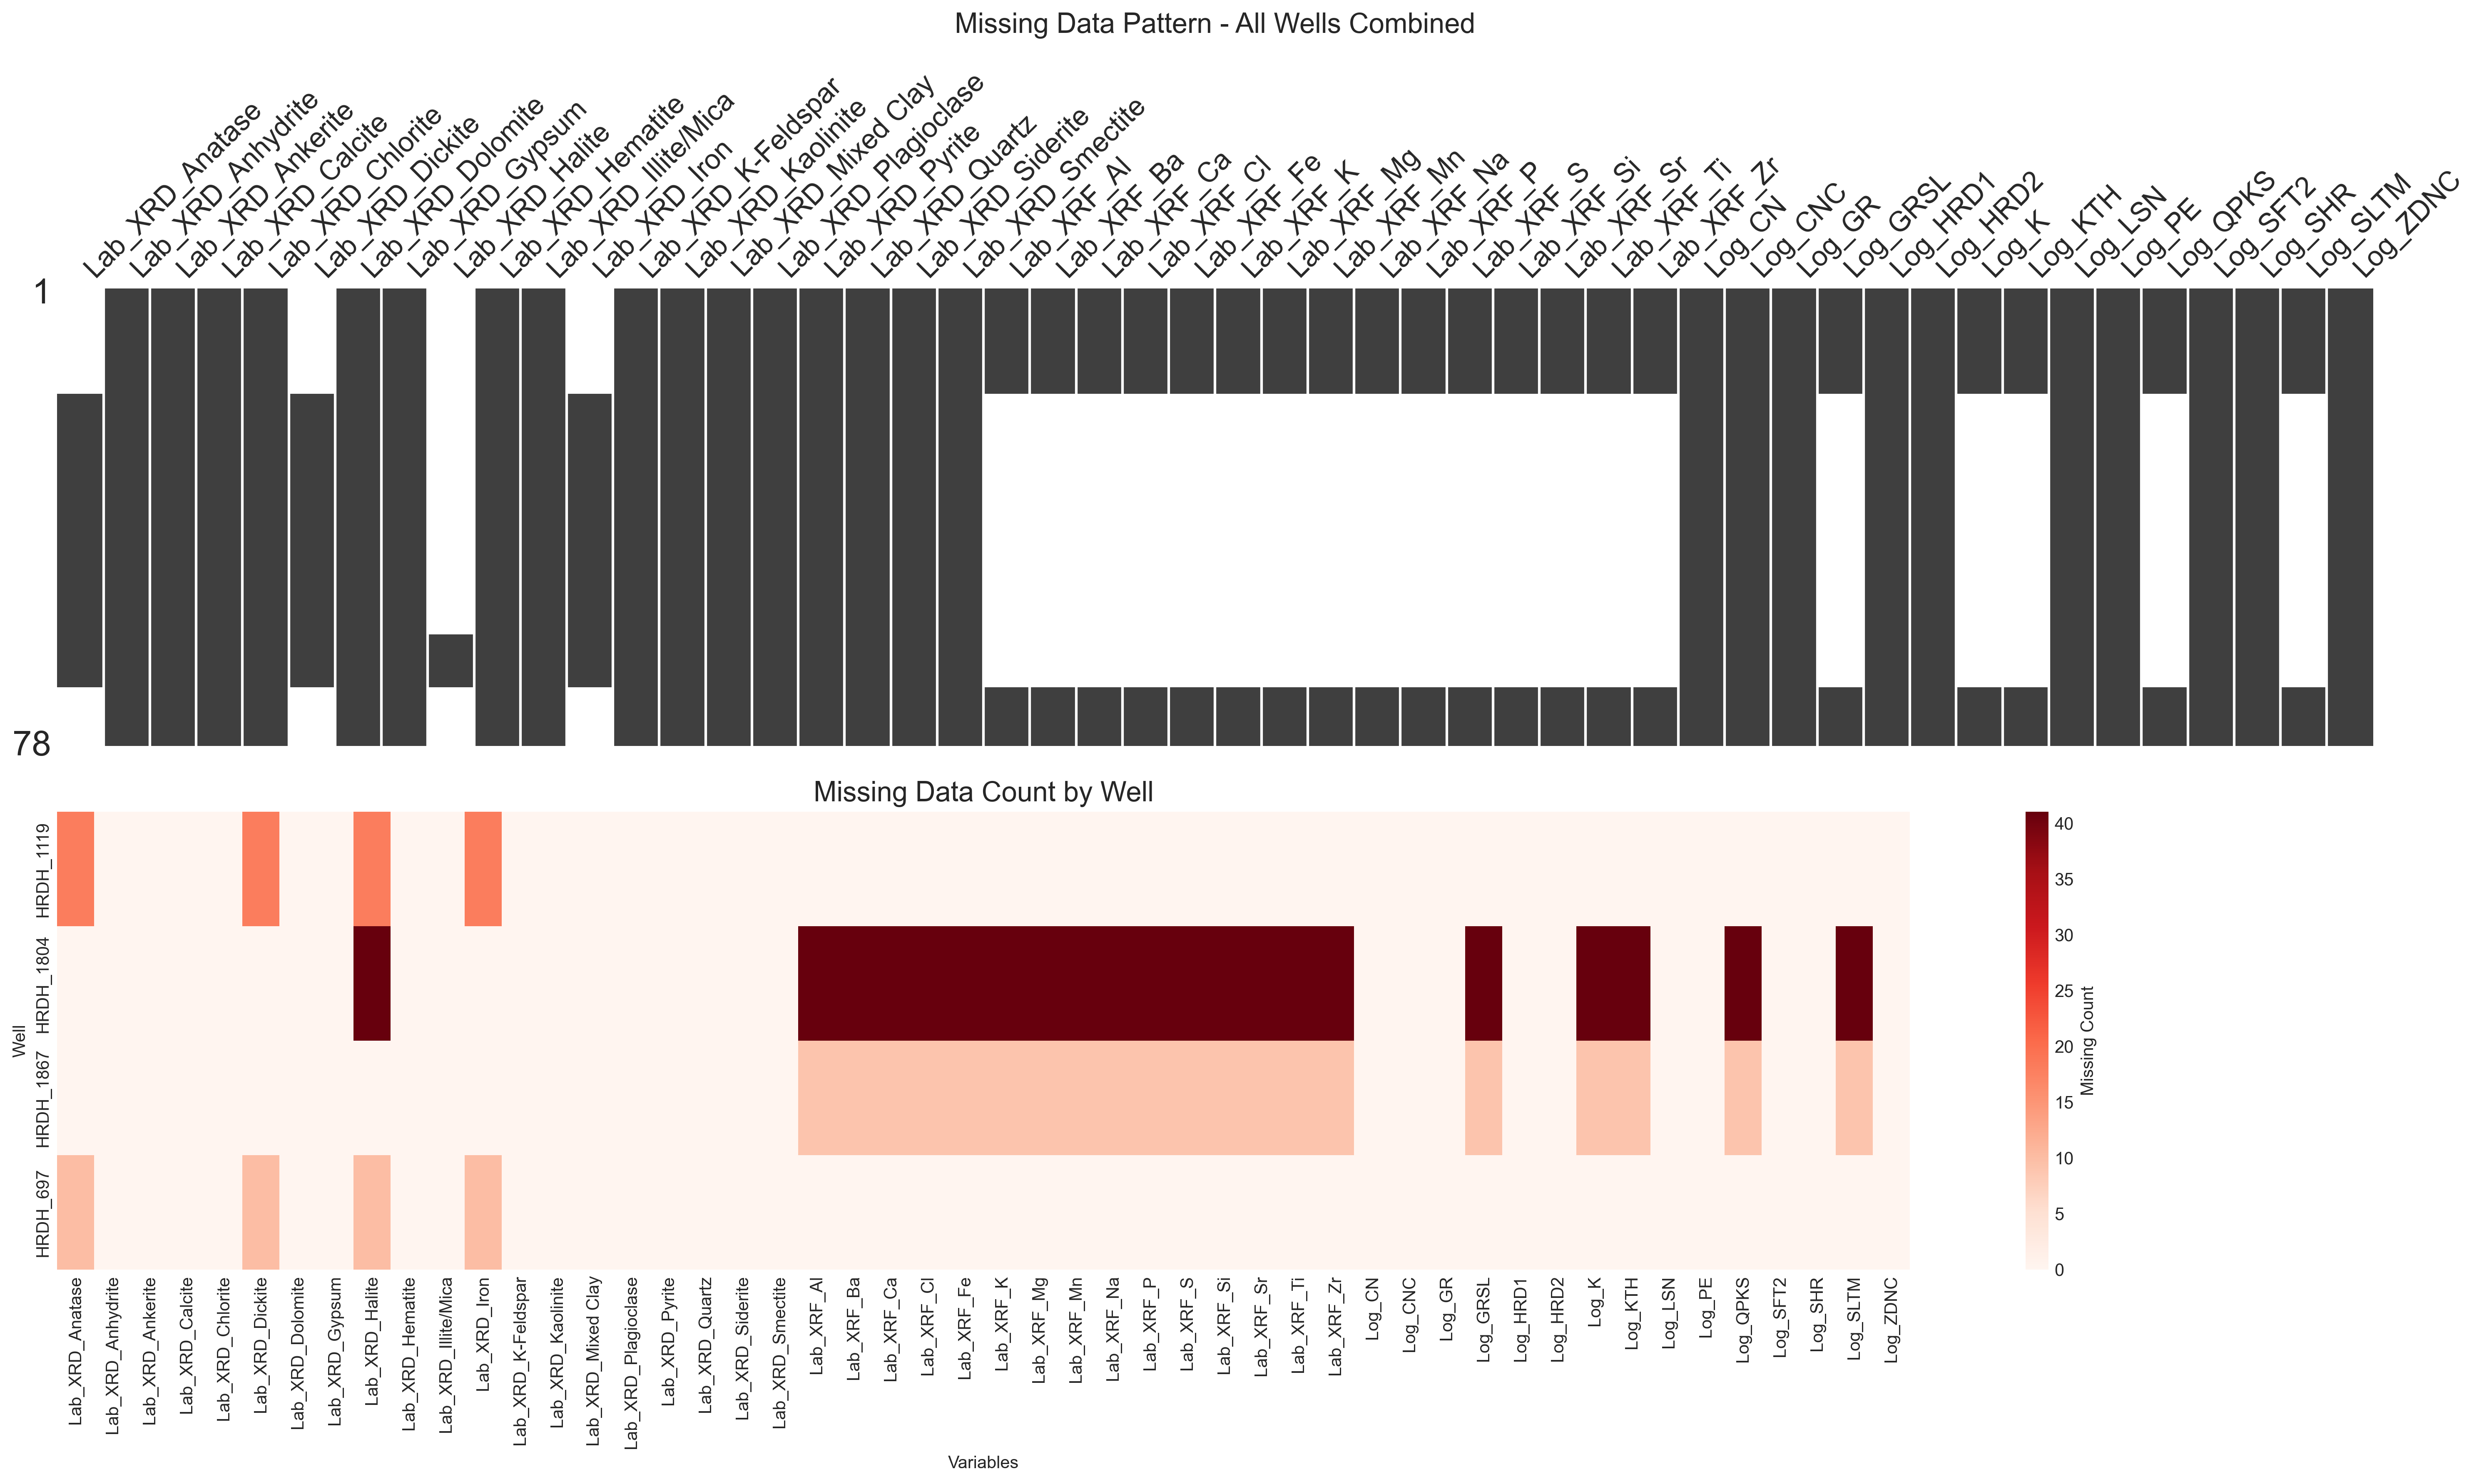 Missing Data Pattern - All Wells Combined
Lab_XRD_Anatase
Lab_XRD_Anhydrite
Lab_XRD_Ankerite
Lab_XRD_Calcite
Lab_XRD_Chlorite
Lab_XRD_Dickite
Lab_XRD_Dolomite
Lab_XRD_Gypsum
Lab_XRD_Halite
Lab_XRD_Hematite
Lab_XRD_Illite/Mica
Lab_XRD_Iron
Lab_XRD_K-Feldspar
Lab_XRD_Kaolinite
Lab_XRD_Mixed Clay
Lab_XRD_Plagioclase
Lab_XRD_Pyrite
Lab_XRD_Quartz
Lab_XRD_Siderite
Lab_XRD_Smectite
Lab_XRF_Al
Lab_XRF_Ba
Lab_XRF_Ca
Lab_XRF_Cl
Lab_XRF_Fe
Lab_XRF_K
Lab_XRF_Mg
Lab_XRF_Mn
Lab_XRF_Na
Lab_XRF_P
Lab_XRF_S
Lab_XRF_Si
Lab_XRF_Sr
Lab_XRF_Ti
Lab_XRF_Zr
Log_CN
Log_CNC
Log_GR
Log_GRSL
Log_HRD1
Log_HRD2
Log_K
Log_KTH
Log_LSN
Log_PE
Log_QPKS
Log_SFT2
Log_SHR
Log_SLTM
Log_ZDNC
1
78
Missing Data Count by Well
Well
HRDH_1119
HRDH_1804
HRDH_1867
HRDH_697
40
35
30
25
20
15
10
5
0
Missing Count
Lab_XRD_Anatase
Lab_XRD_Anhydrite
Lab_XRD_Ankerite
Lab_XRD_Calcite
Lab_XRD_Chlorite
Lab_XRD_Dickite
Lab_XRD_Dolomite
Lab_XRD_Gypsum
Lab_XRD_Halite
Lab_XRD_Hematite
Lab_XRD_Illite/Mica
Lab_XRD_Iron
Lab_XRD_K-Feldspar
Lab_XRD_Kaolinite
Lab_XRD_Mixed Clay
Lab_XRD_Plagioclase
Lab_XRD_Pyrite
Lab_XRD_Quartz
Lab_XRD_Siderite
Lab_XRD_Smectite
Lab_XRF_Al
Lab_XRF_Ba
Lab_XRF_Ca
Lab_XRF_Cl
Lab_XRF_Fe
Lab_XRF_K
Lab_XRF_Mg
Lab_XRF_Mn
Lab_XRF_Na
Lab_XRF_P
Lab_XRF_S
Lab_XRF_Si
Lab_XRF_Sr
Lab_XRF_Ti
Lab_XRF_Zr
Log_CN
Log_CNC
Log_GR
Log_GRSL
Log_HRD1
Log_HRD2
Log_K
Log_KTH
Log_LSN
Log_PE
Log_QPKS
Log_SFT2
Log_SHR
Log_SLTM
Log_ZDNC
Variables